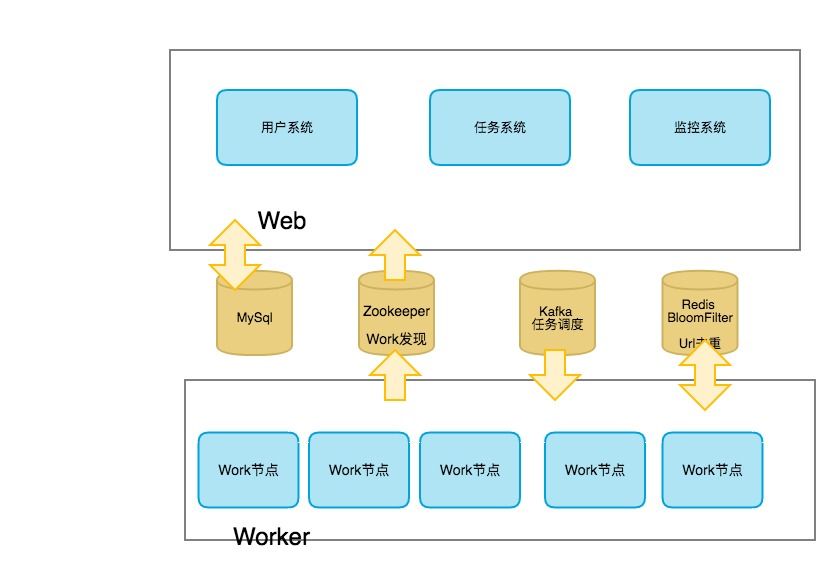 用户系统
任务系统
监控系统
Web
MySql
Zookeeper
Work发现
Kafka
任务调度
Redis
BloomFilter
Url去重
Work节点
Work节点
Work节点
Work节点
Work节点
Worker